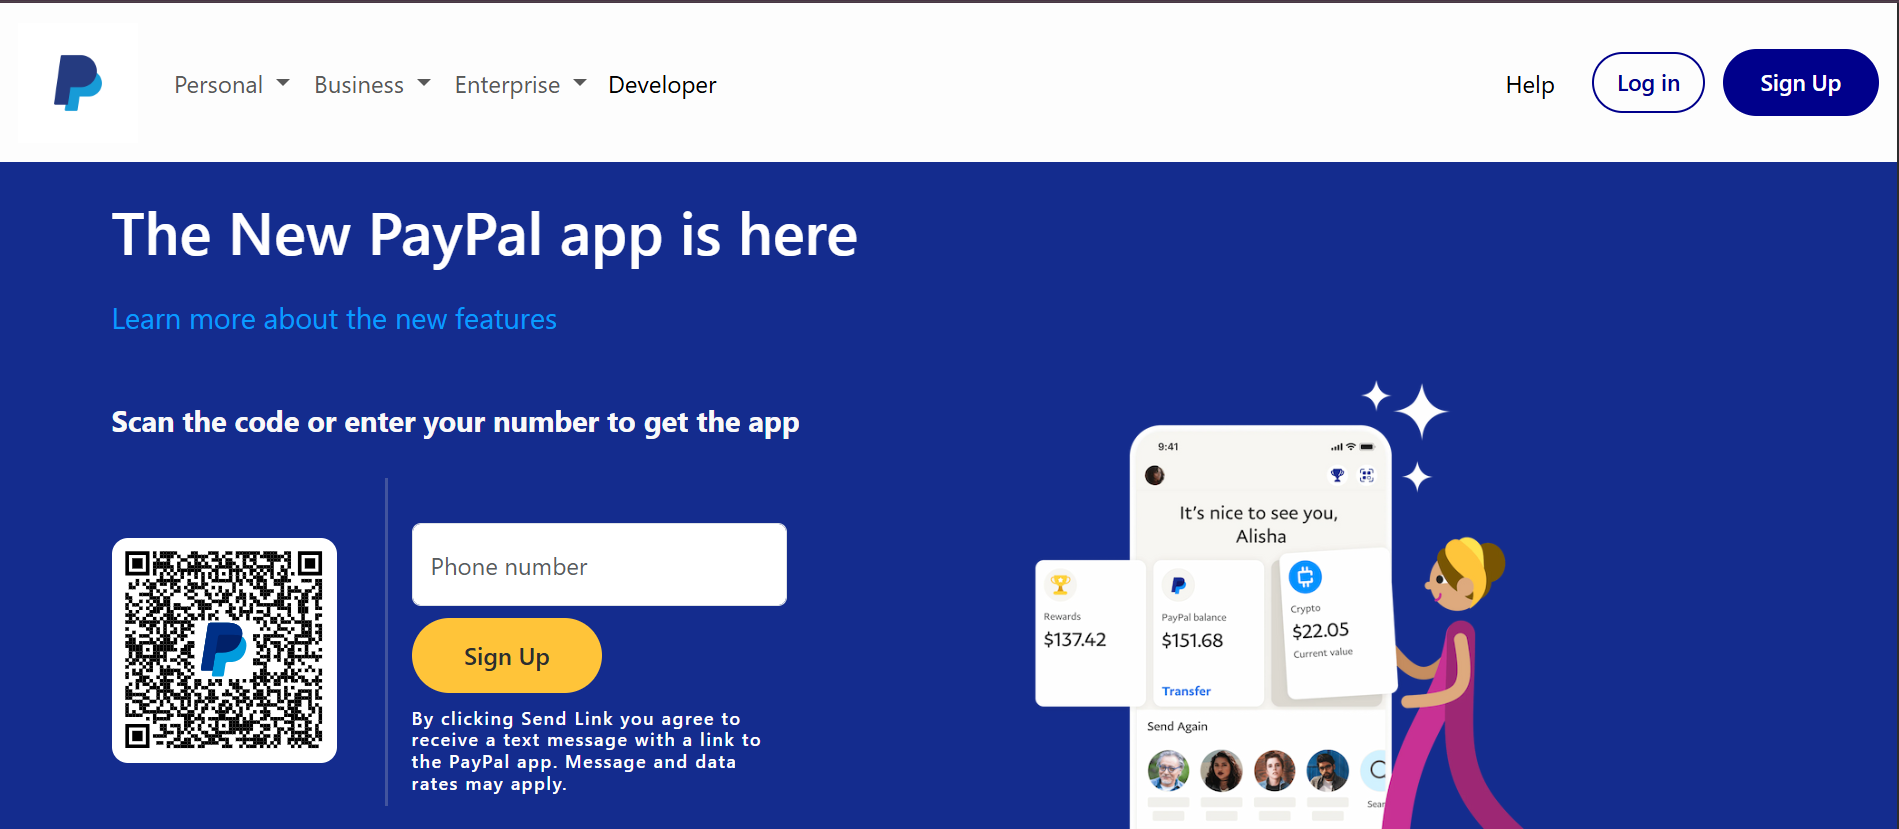 Personal
Business
Enterprise
Developer
Help
Log in
Sign Up
The New PayPal app is here
Learn more about the new features
Scan the code or enter your number to get the app
Phone number
Sign Up
By clicking Send Link you agree to
receive a text message with a link to
the PayPal app. Message and data
rates may apply.
9:41
It's nice to see you,
Alisha
Rewards
$137.42
PayPal balance
$151.68
Transfer
Crypto
$22.05
Current value
Send Again
Sear